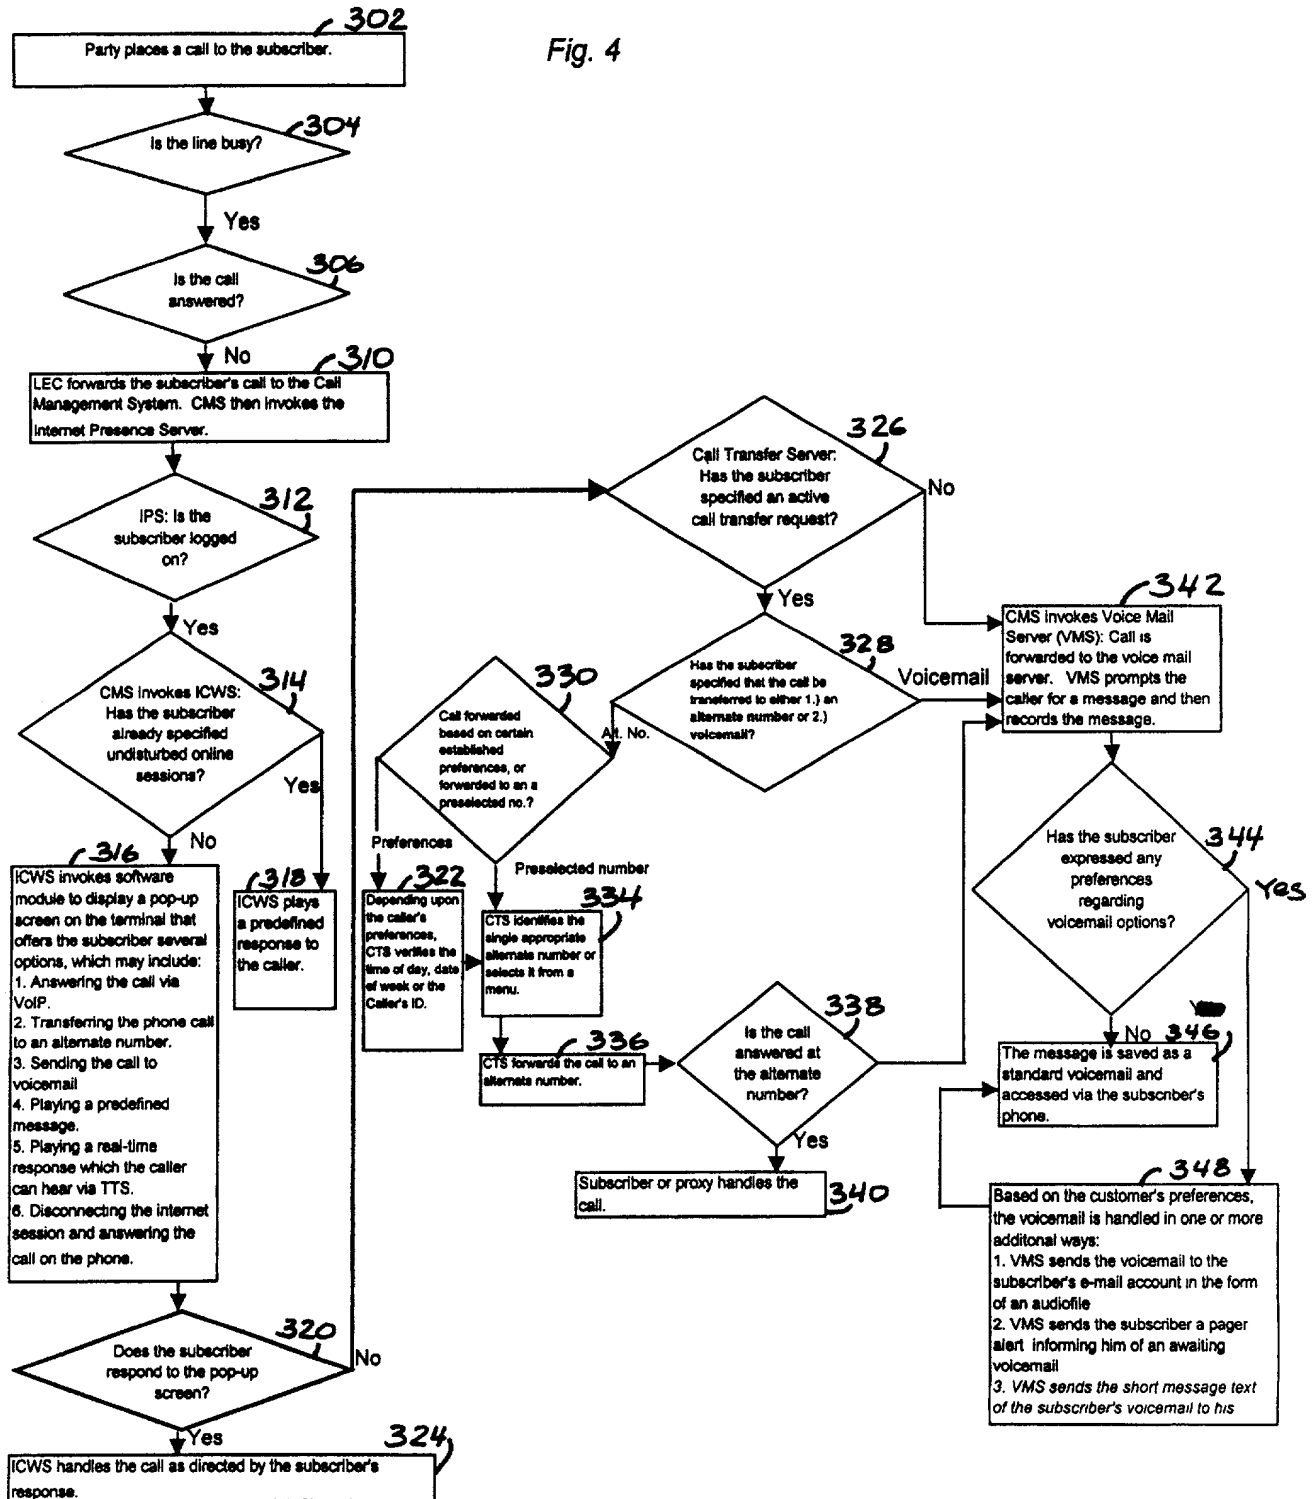 302
Party places a call to the subscriber.
Fig. 4
304
Is the line busy?
Yes
306
Is the call
answered?
No
310
LEC forwards the subscriber's call to the Call
Management System. CMS then invokes the
Internet Presence Server.
312
IPS: Is the
subscriber logged
on?
Yes
314
CMS invokes ICWS:
Has the subscriber
already specified
undisturbed online
sessions?
Yes
No
316
ICWS invokes software
module to display a pop-up
screen on the terminal that
offers the subscriber several
options, which may include:
1. Answering the call via
VoIP.
2. Transferring the phone call
to an alternate number.
3. Sending the call to
voicemail
4. Playing a predefined
message.
5. Playing a real-time
response which the caller
can hear via TTS.
6. Disconnecting the internet
session and answering the
call on the phone.
318
ICWS plays
a predefined
response to
the caller.
320
Does the subscriber
respond to the pop-up
screen?
No
Yes
324
ICWS handles the call as directed by the subscriber's
response.
326
Call Transfer Server:
Has the subscriber
specified an active
call transfer request?
No
Yes
328
Has the subscriber
specified that the call be
transferred to either 1.) an
alternate number or 2.)
voicemail?
Voicemail
Alt. No.
330
Call forwarded
based on certain
established
preferences, or
forwarded to an a
preselected no.?
Preferences
Preselected number
322
Depending upon
the caller's
preferences,
CTS verifies the
time of day, date
of week or the
Caller's ID.
334
CTS identifies the
single appropriate
alternate number or
selects it from a
menu.
336
CTS forwards the call to an
alternate number.
338
Is the call
answered at
the alternate
number?
Yes
Subscriber or proxy handles the
call.
340
342
CMS invokes Voice Mail
Server (VMS): Call is
forwarded to the voice mail
server. VMS prompts the
caller for a message and then
records the message.
344
Has the subscriber
expressed any
preferences
regarding
voicemail options?
Yes
No
346
The message is saved as a
standard voicemail and
accessed via the subscriber's
phone.
348
Based on the customer's preferences,
the voicemail is handled in one or more
additonal ways:
1. VMS sends the voicemail to the
subscriber's e-mail account in the form
of an audiofile
2. VMS sends the subscriber a pager
alert informing him of an awaiting
voicemail
3. VMS sends the short message text
of the subscriber's voicemail to his